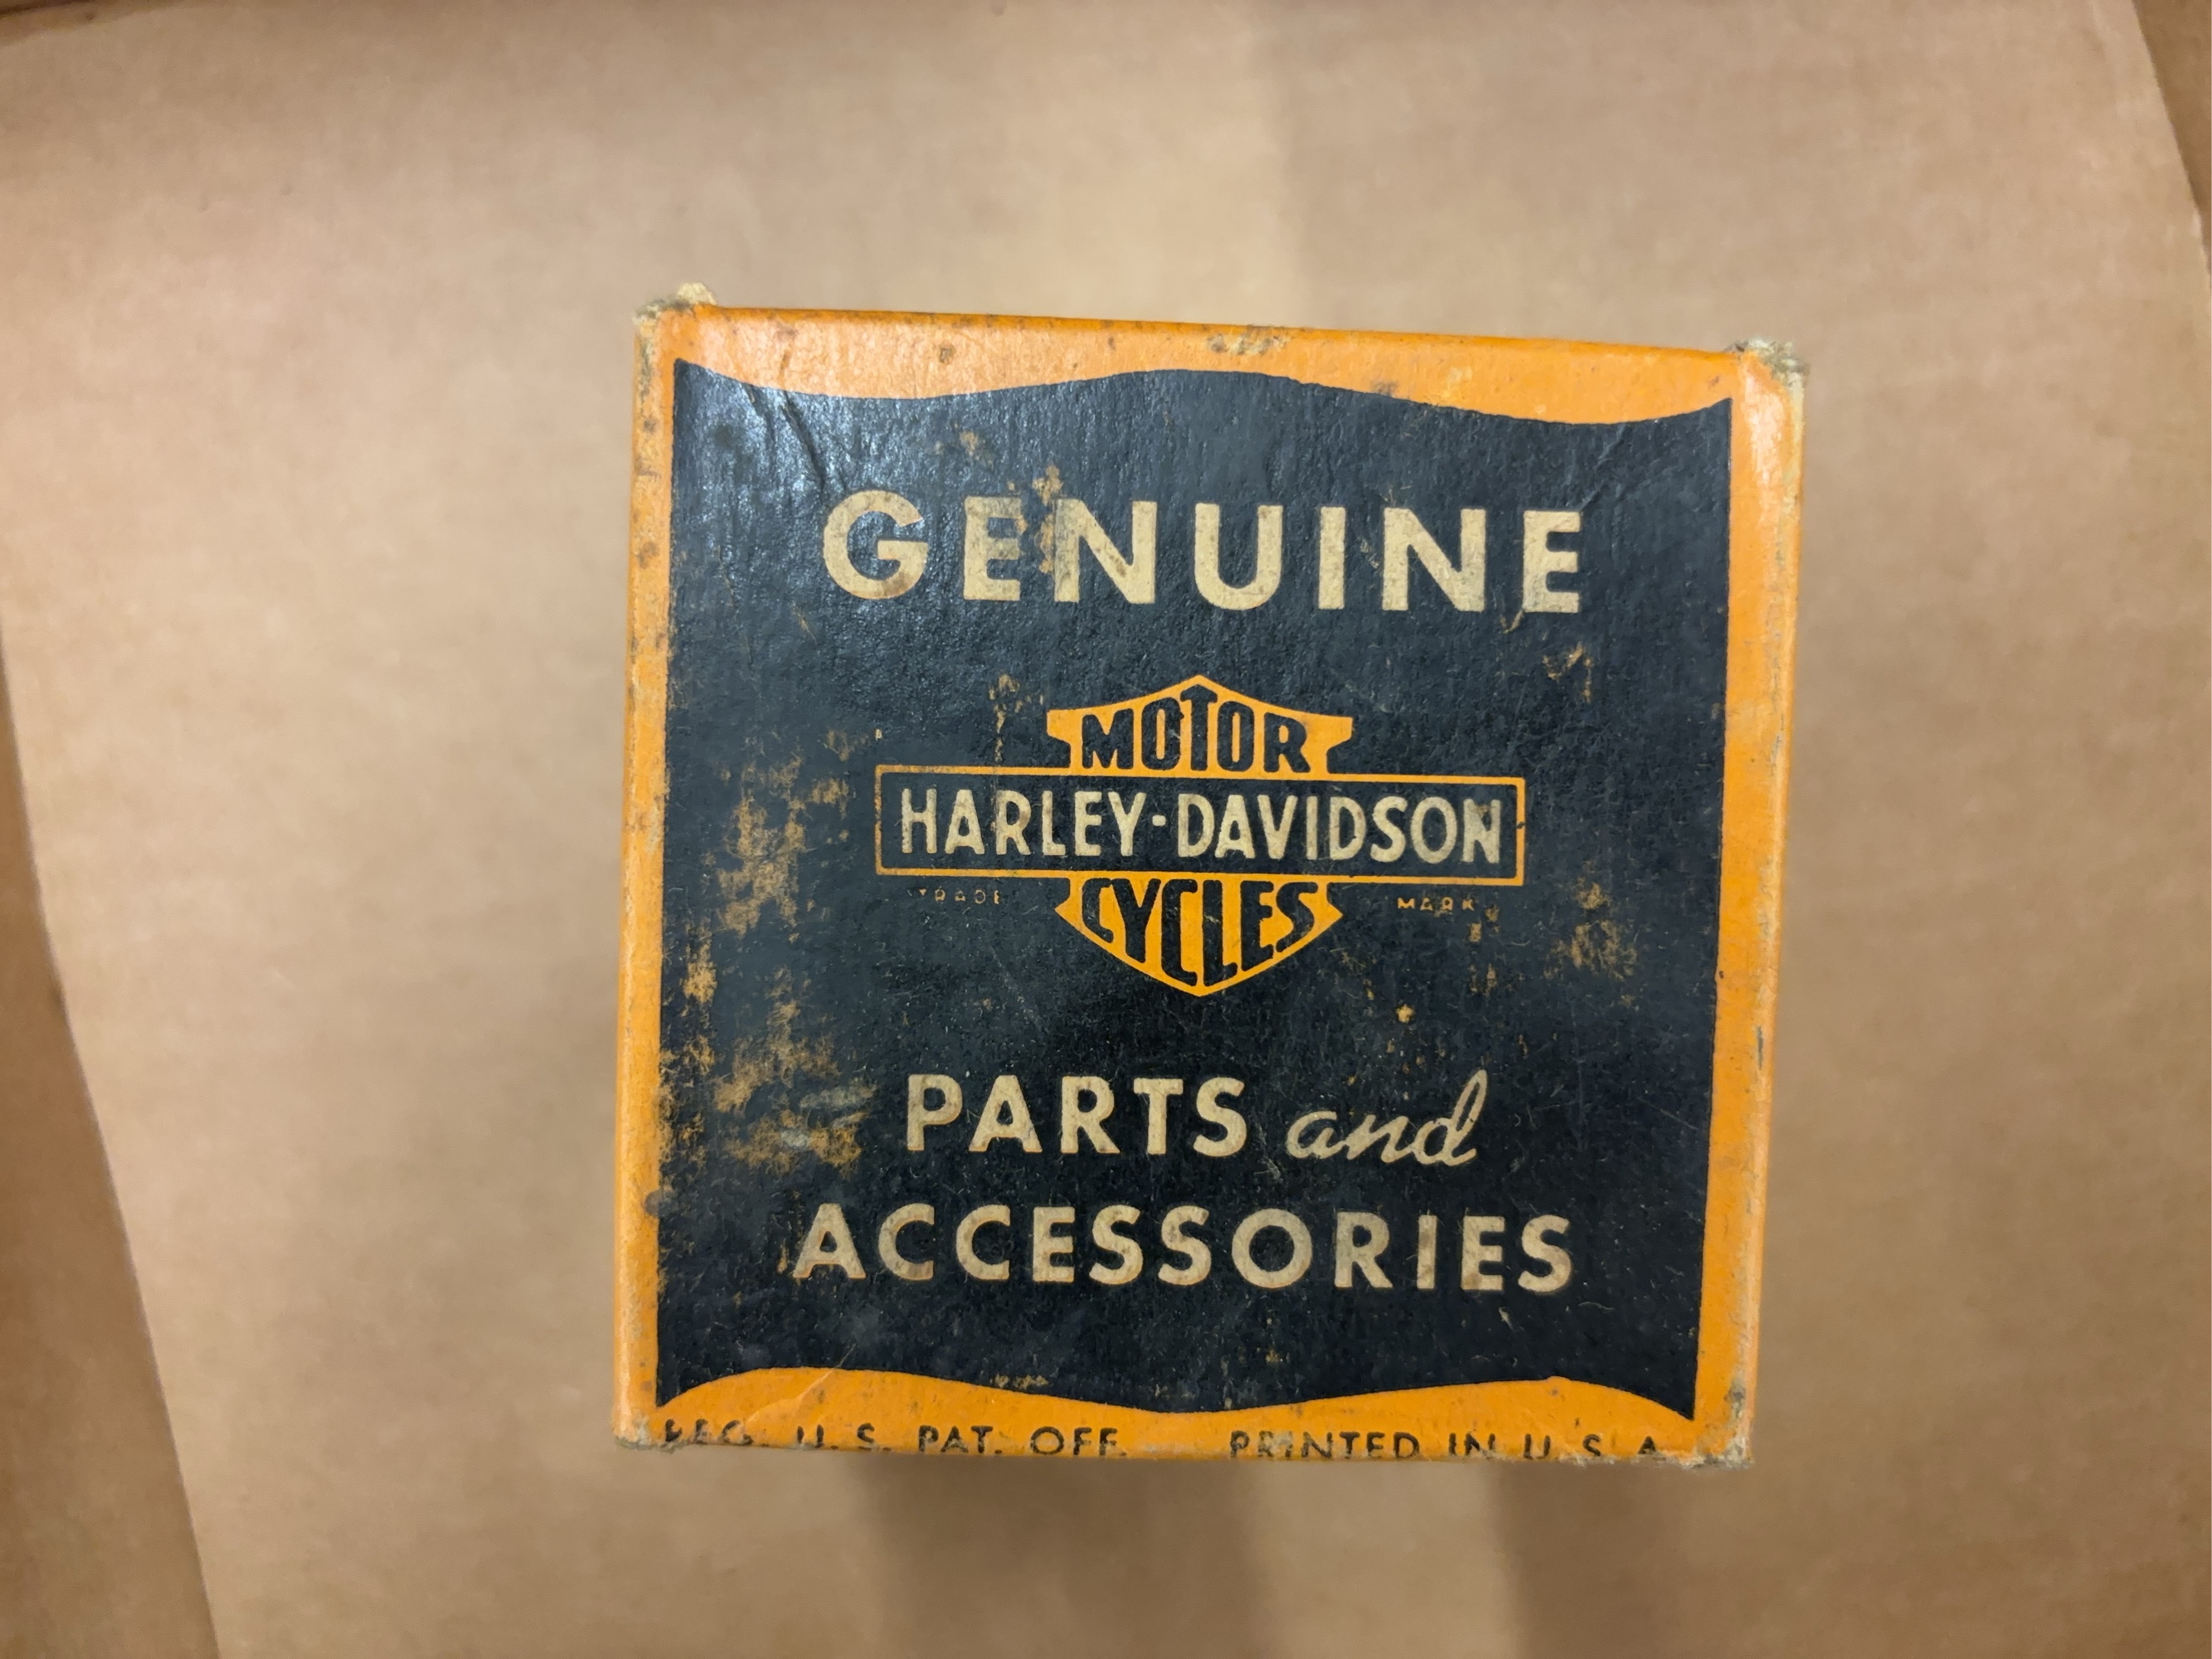 GENUINE
MOTOR
HARLEY-DAVIDSON
TRADE MARK
CYCLES
PARTS and
ACCESSORIES
REG. U. S. PAT. OFF. PRINTED IN U. S. A.